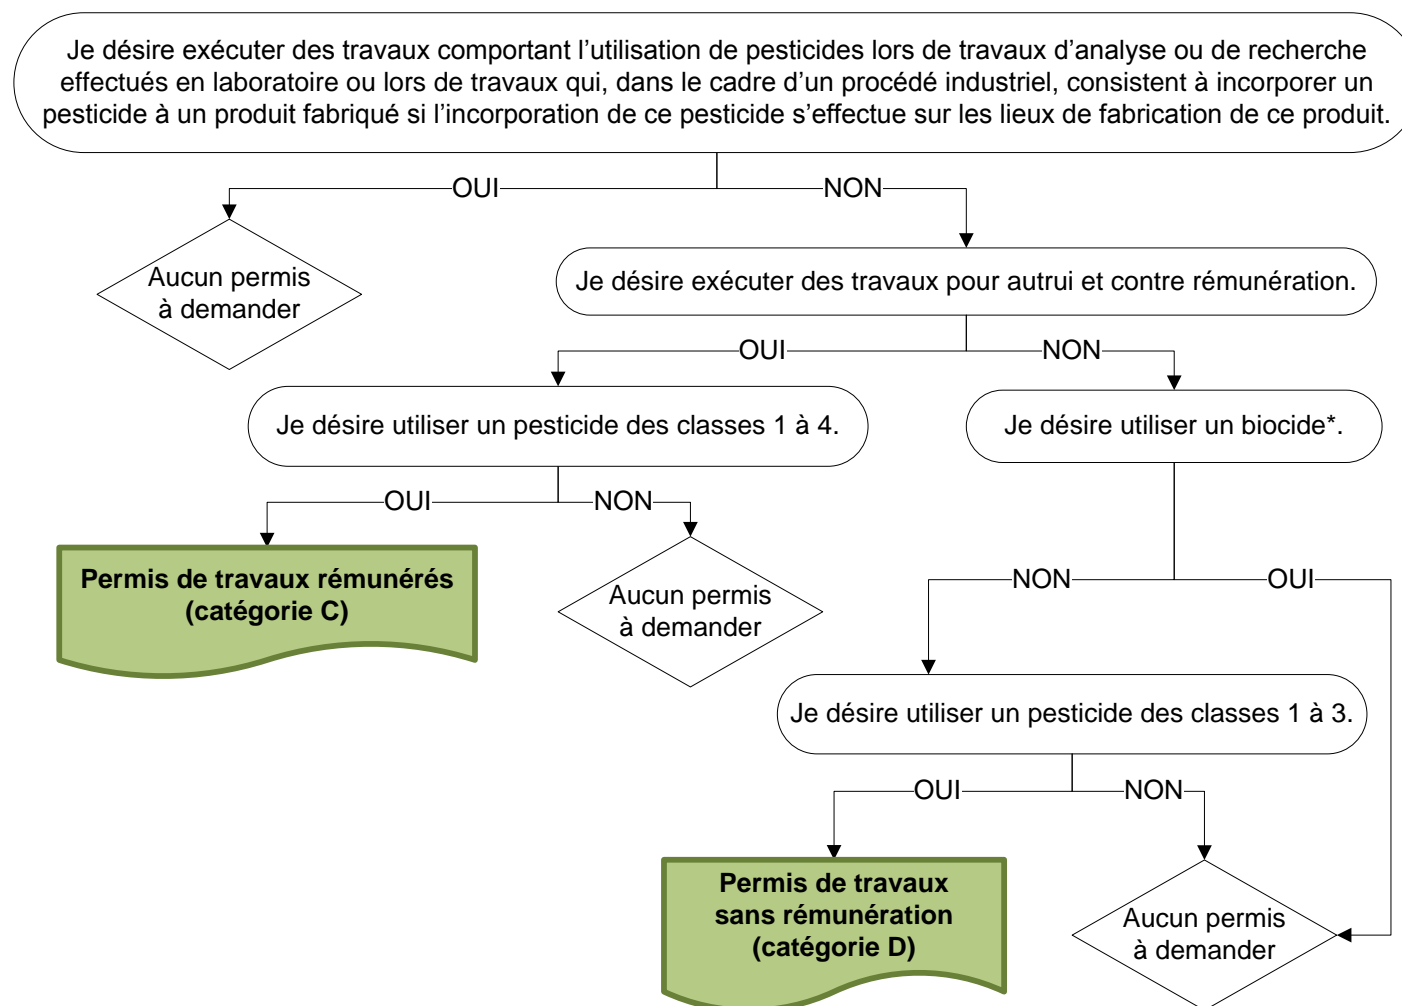 Je désire exécuter des travaux comportant l’utilisation de pesticides lors de travaux d’analyse ou de recherche
effectués en laboratoire ou lors de travaux qui, dans le cadre d’un procédé industriel, consistent à incorporer un
pesticide à un produit fabriqué si l’incorporation de ce pesticide s’effectue sur les lieux de fabrication de ce produit.
OUI
NON
Aucun permis
à demander
Je désire exécuter des travaux pour autrui et contre rémunération.
OUI
NON
Je désire utiliser un pesticide des classes 1 à 4.
Je désire utiliser un biocide*.
OUI
NON
Permis de travaux rémunérés
(catégorie C)
Aucun permis
à demander
NON
OUI
Je désire utiliser un pesticide des classes 1 à 3.
OUI
NON
Permis de travaux
sans rémunération
(catégorie D)
Aucun permis
à demander